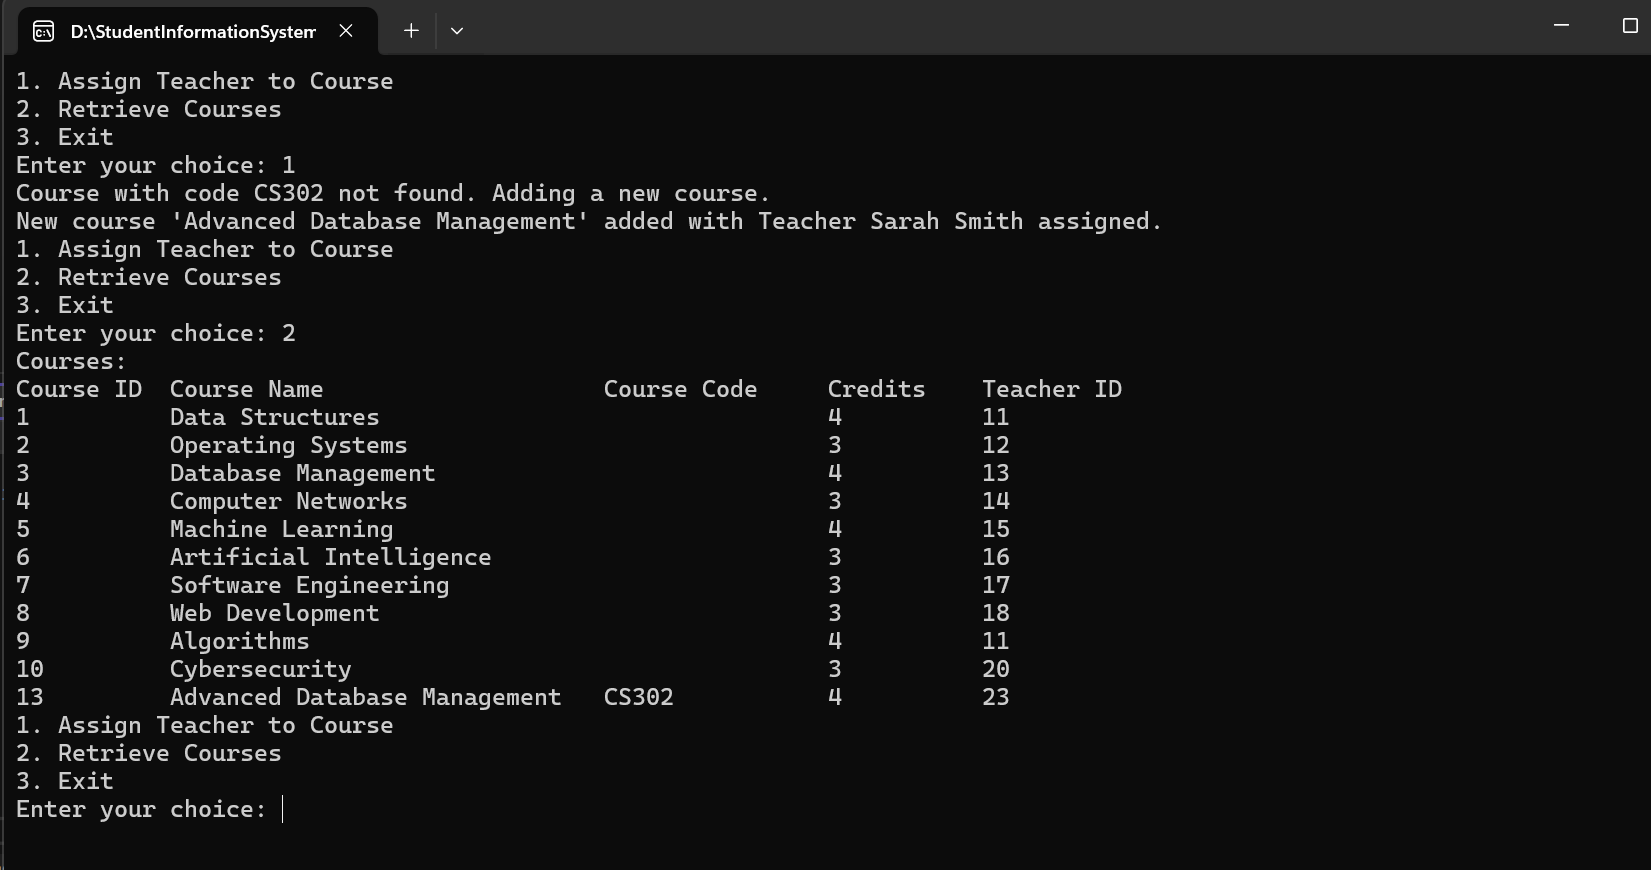 D:\StudentInformationSystem
1. Assign Teacher to Course
2. Retrieve Courses
3. Exit
Enter your choice: 1
Course with code CS302 not found. Adding a new course.
New course 'Advanced Database Management' added with Teacher Sarah Smith assigned.
1. Assign Teacher to Course
2. Retrieve Courses
3. Exit
Enter your choice: 2
Courses:
Course ID  Course Name                    Course Code     Credits    Teacher ID
1          Data Structures                                4          11
2          Operating Systems                              3          12
3          Database Management                            4          13
4          Computer Networks                              3          14
5          Machine Learning                               4          15
6          Artificial Intelligence                        3          16
7          Software Engineering                           3          17
8          Web Development                                3          18
9          Algorithms                                     4          11
10         Cybersecurity                                  3          20
13         Advanced Database Management   CS302           4          23
1. Assign Teacher to Course
2. Retrieve Courses
3. Exit
Enter your choice: